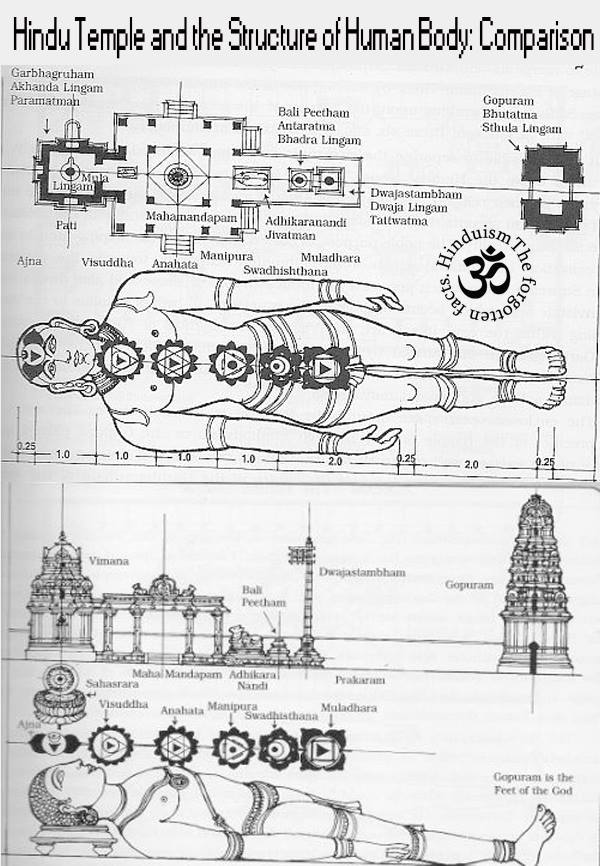 Hindu Temple and the Structure of Human Body: Comparison
Garbhagruham
Akhanda Lingam
Paramatman
Bali Peetham
Antaratma
Bhadra Lingam
Gopuram
Bhutatma
Sthula Lingam
Mula
Lingam
Dwajastambham
Dwaja Lingam
Tattwatma
Mahamandapam
Adhikaranandi
Jivatman
Pati
Hinduism The forgotten facts.
ॐ
Ajna
Visuddha
Anahata
Manipura
Swadhishthana
Muladhara
0.25
1.0
1.0
1.0
1.0
2.0
0.25
2.0
0.25
Vimana
Dwajastambham
Gopuram
Bali
Peetham
Maha Mandapam
Adhikara
Nandi
Prakaram
Sahasrara
Visuddha
Anahata
Manipura
Swadhisthana
Muladhara
Ajna
Gopuram is the
Feet of the God